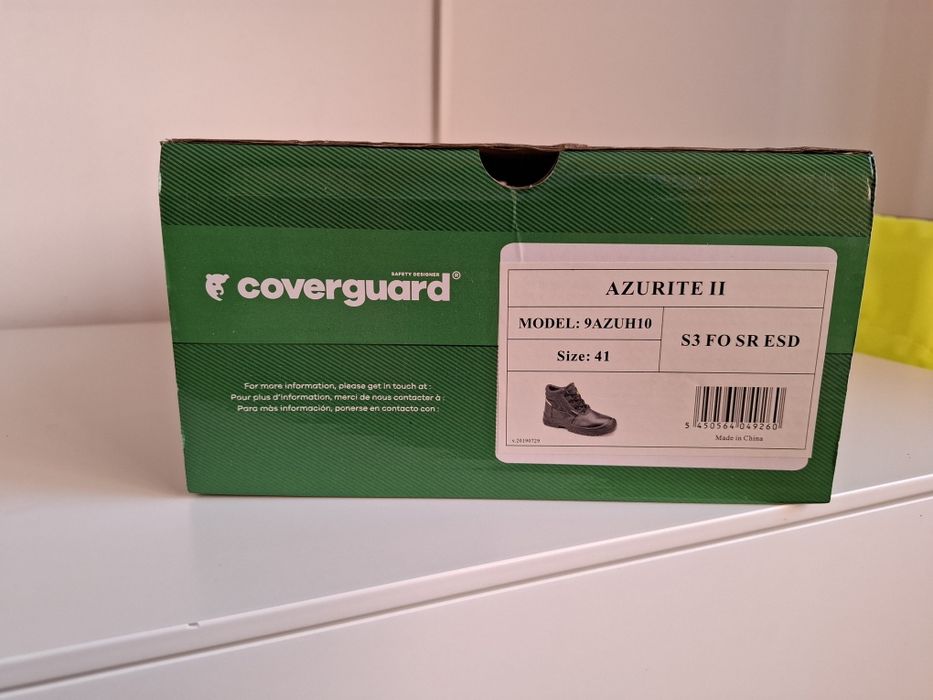 SAFETY DESIGNER
coverguard®
For more information, please get in touch at :
Pour plus d'information, merci de nous contacter à :
Para màs información, ponerse en contacto con :
AZURITE II
MODEL: 9AZUH10
Size: 41
S3 FO SR ESD
5 450564 049260
Made in China
v.20190729